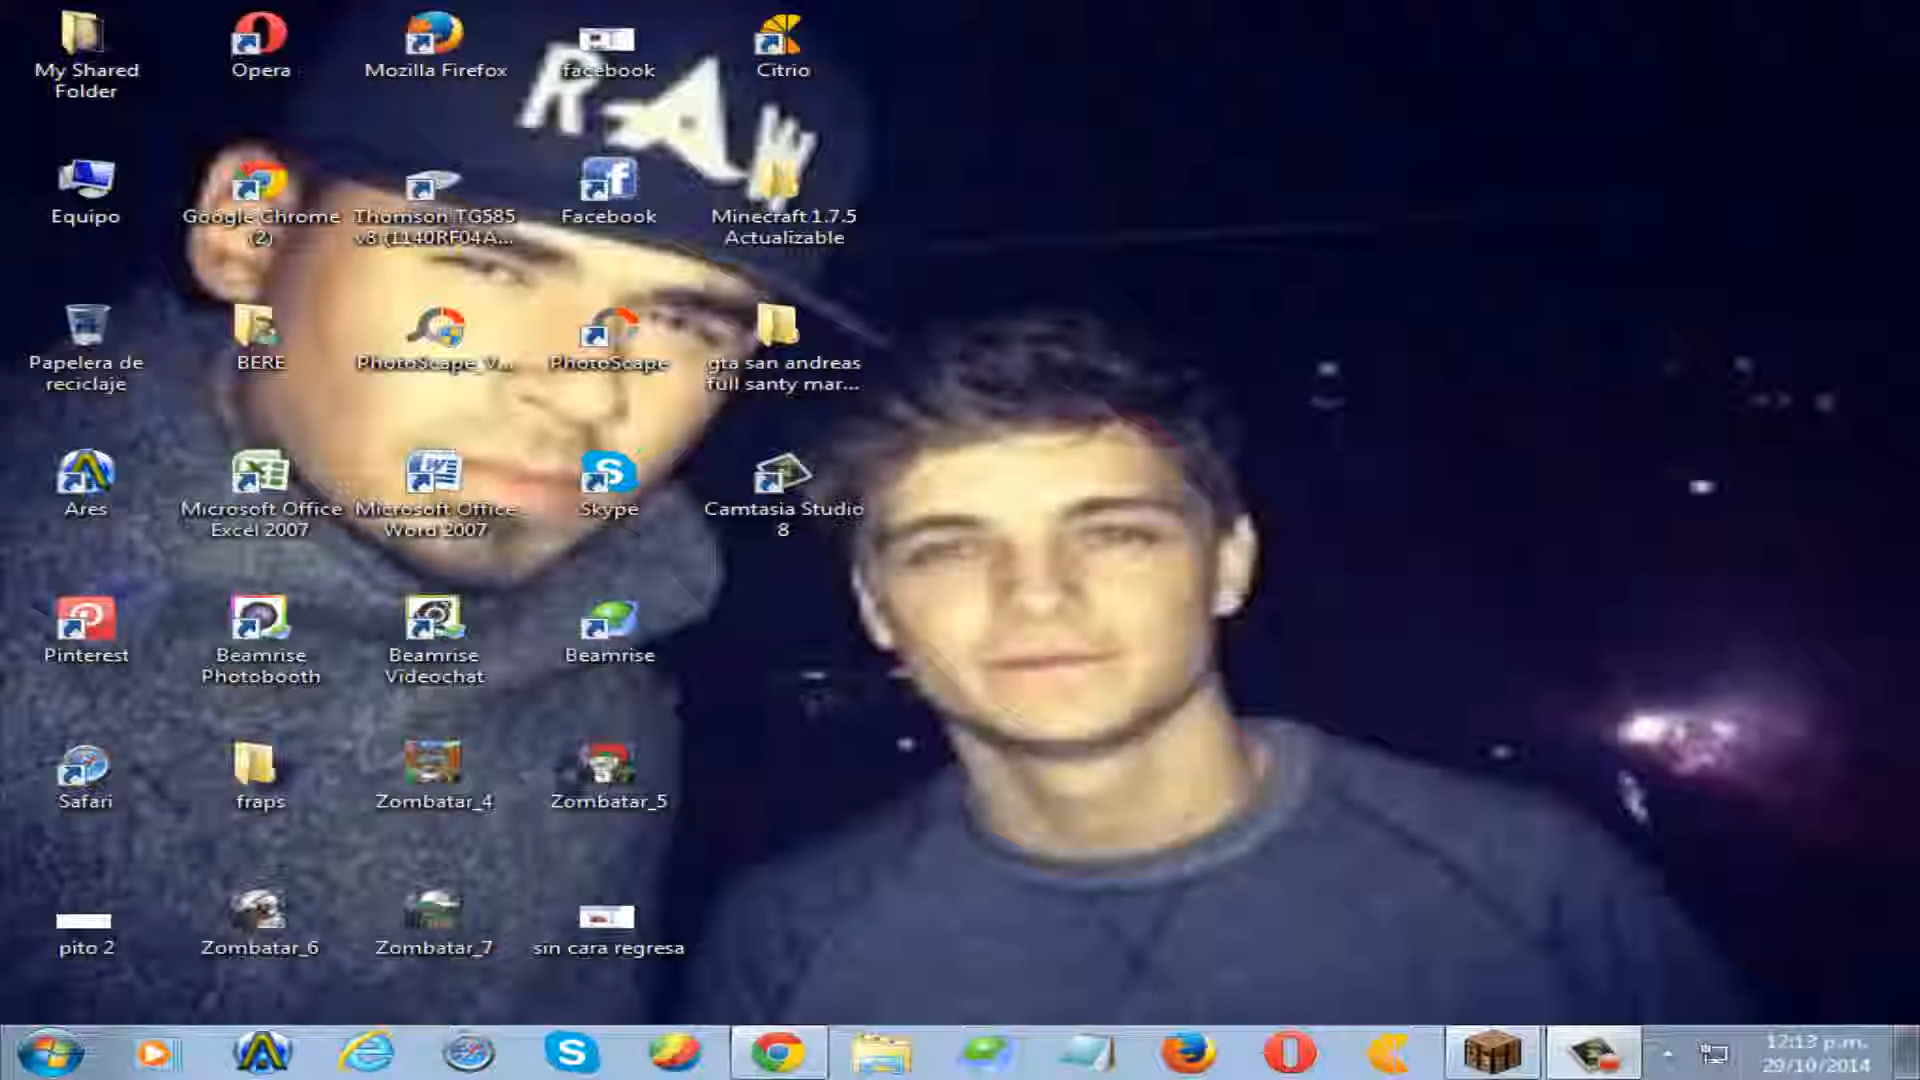 My Shared
Folder
Opera
Mozilla Firefox
facebook
Citrio
RAW
Equipo
Google Chrome
(2)
Thomson TG585
v8 (1140RF04A...
Facebook
Minecraft 1.7.5
Actualizable
Papelera de
reciclaje
BERE
PhotoScape_V...
PhotoScape
gta san andreas
full santy mar...
Ares
Microsoft Office
Excel 2007
Microsoft Office
Word 2007
Skype
Camtasia Studio
8
Pinterest
Beamrise
Photobooth
Beamrise
Videochat
Beamrise
Safari
fraps
Zombatar_4
Zombatar_5
pito 2
Zombatar_6
Zombatar_7
sin cara regresa
12:13 p.m.
29/10/2014